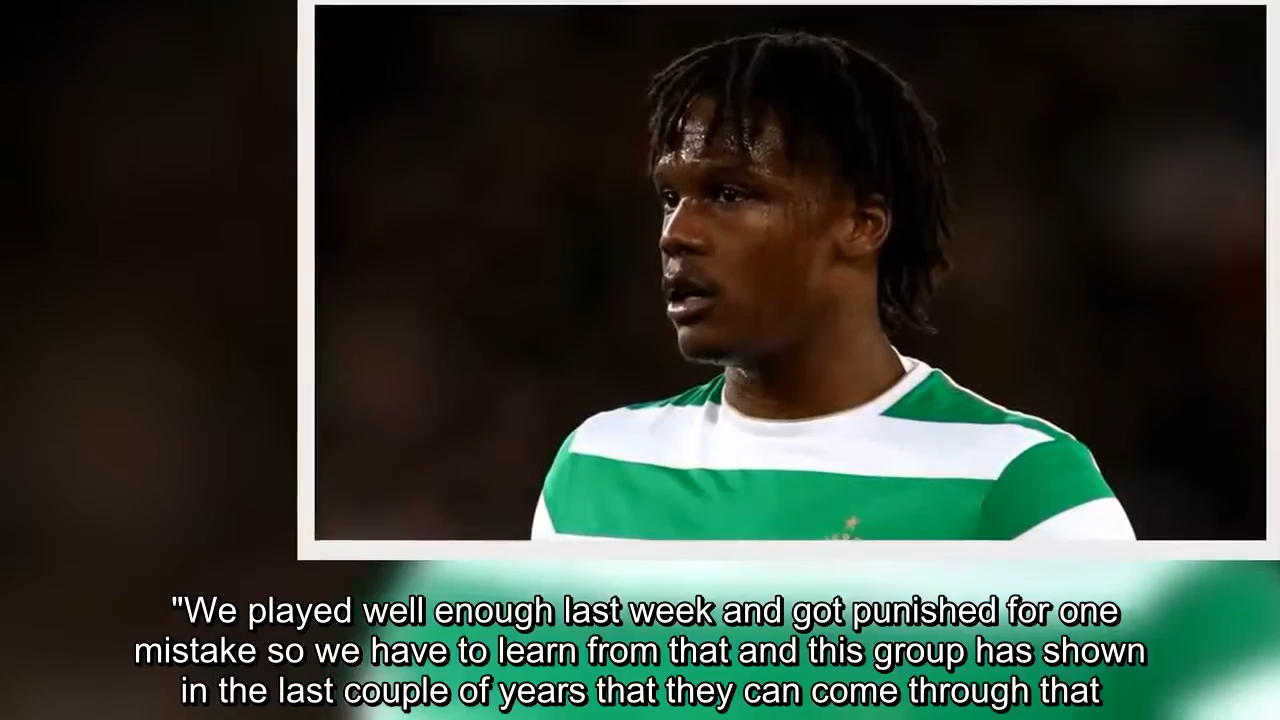 "We played well enough last week and got punished for one
mistake so we have to learn from that and this group has shown
in the last couple of years that they can come through that